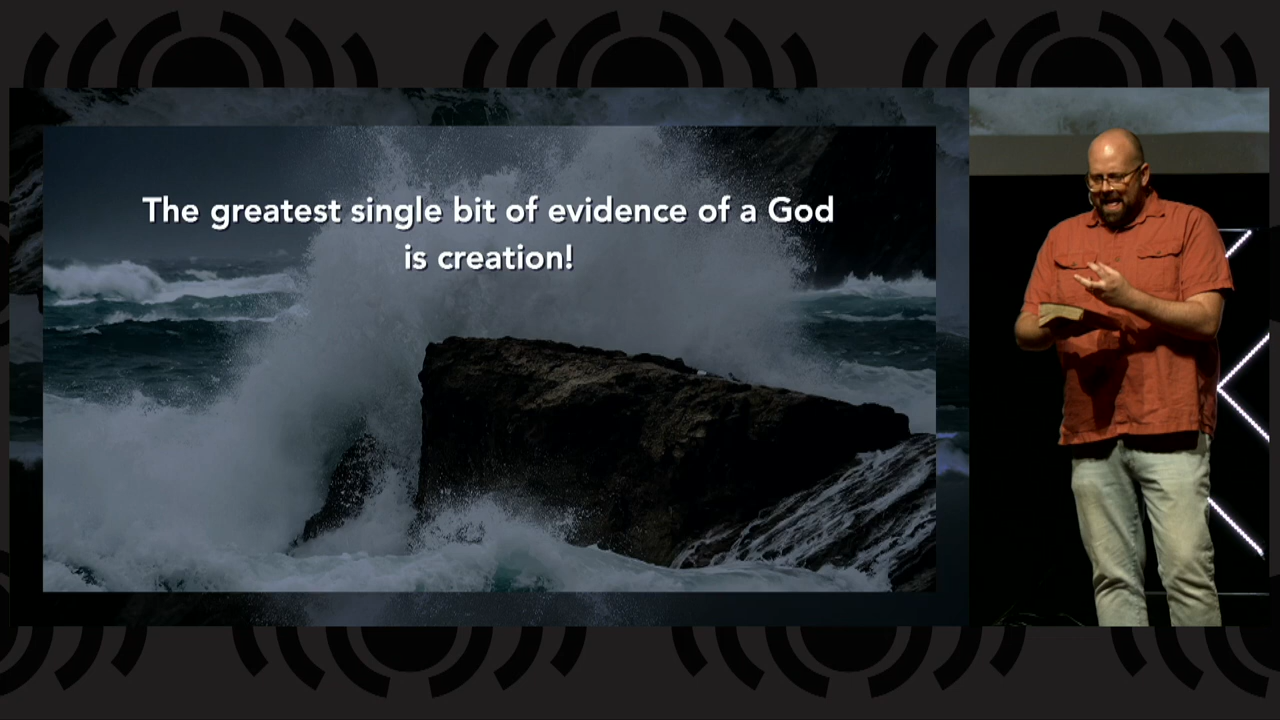 The greatest single bit of evidence of a God
is creation!